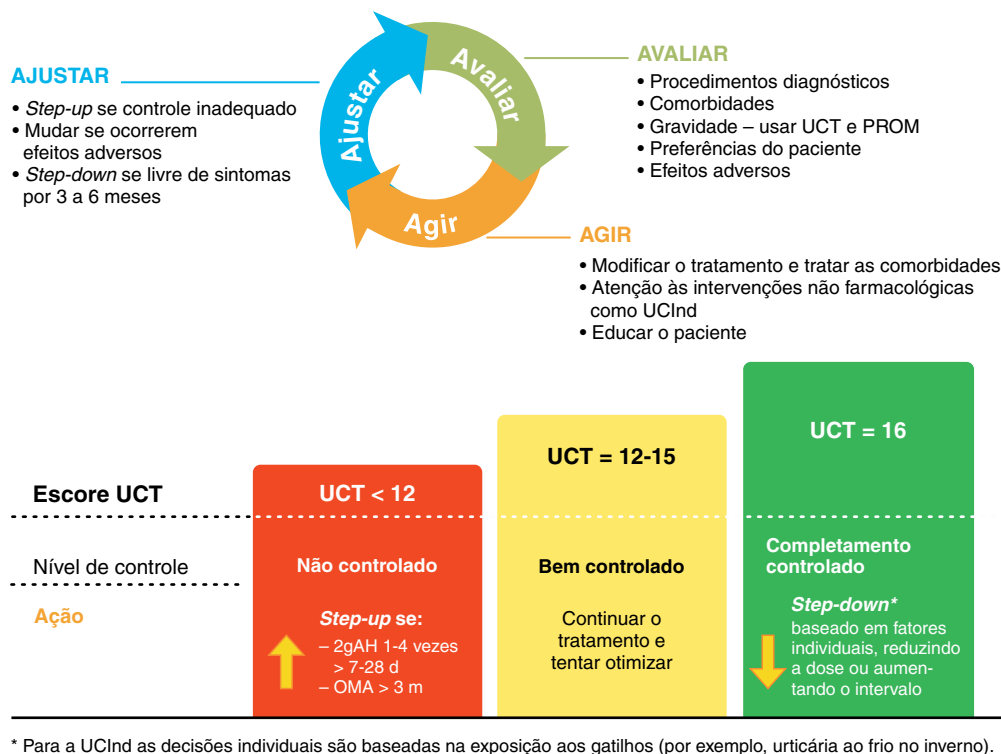 Ajustar
Avaliar
Agir
AJUSTAR
• Step-up se controle inadequado
• Mudar se ocorrerem
efeitos adversos
• Step-down se livre de sintomas
por 3 a 6 meses
AVALIAR
• Procedimentos diagnósticos
• Comorbidades
• Gravidade – usar UCT e PROM
• Preferências do paciente
• Efeitos adversos
AGIR
• Modificar o tratamento e tratar as comorbidades
• Atenção às intervenções não farmacológicas
como UCInd
• Educar o paciente
Escore UCT
UCT < 12
UCT = 12-15
UCT = 16
Nível de controle
Não controlado
Bem controlado
Completamento
controlado
Ação
Step-up se:
– 2gAH 1-4 vezes
> 7-28 d
– OMA > 3 m
Continuar o
tratamento e
tentar otimizar
Step-down*
baseado em fatores
individuais, reduzindo
a dose ou aumen-
tando o intervalo
* Para a UCInd as decisões individuais são baseadas na exposição aos gatilhos (por exemplo, urticária ao frio no inverno).